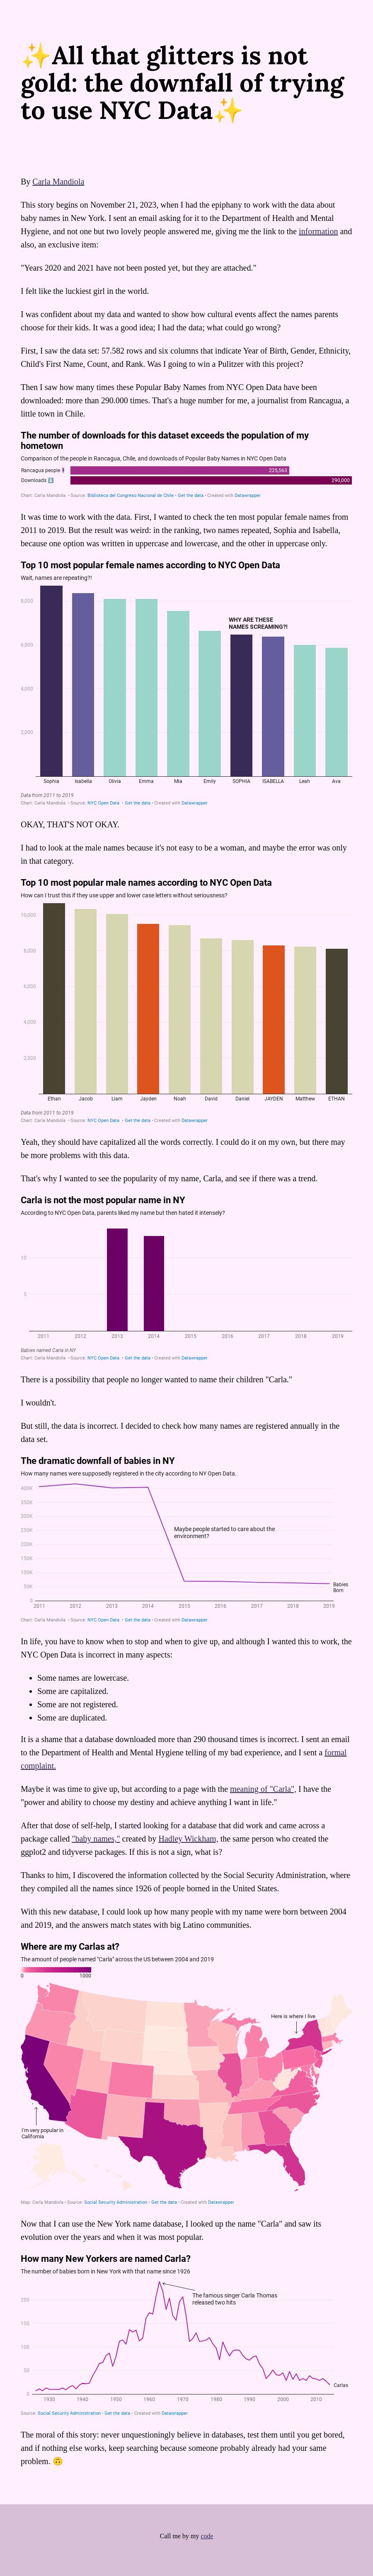 ✨All that glitters is not
gold: the downfall of trying
to use NYC Data✨
By Carla Mandiola
This story begins on November 21, 2023, when I had the epiphany to work with the data about
baby names in New York. I sent an email asking for it to the Department of Health and Mental
Hygiene, and not one but two lovely people answered me, giving me the link to the information and
also, an exclusive item:
"Years 2020 and 2021 have not been posted yet, but they are attached."
I felt like the luckiest girl in the world.
I was confident about my data and wanted to show how cultural events affect the names parents
choose for their kids. It was a good idea; I had the data; what could go wrong?
First, I saw the data set: 57.582 rows and six columns that indicate Year of Birth, Gender, Ethnicity,
Child's First Name, Count, and Rank. Was I going to win a Pulitzer with this project?
Then I saw how many times these Popular Baby Names from NYC Open Data have been
downloaded: more than 290.000 times. That's a huge number for me, a journalist from Rancagua, a
little town in Chile.
The number of downloads for this dataset exceeds the population of my
hometown
Comparison of the people in Rancagua, Chile, and downloads of Popular Baby Names in NYC Open Data
Rancagua people 225,563
Downloads ⬇️ 290,000
Chart: Carla Mandiola • Source: Biblioteca del Congreso Nacional de Chile • Get the data • Created with Datawrapper
It was time to work with the data. First, I wanted to check the ten most popular female names from
2011 to 2019. But the result was weird: in the ranking, two names repeated, Sophia and Isabella,
because one option was written in uppercase and lowercase, and the other in uppercase only.
Top 10 most popular female names according to NYC Open Data
Wait, names are repeating?!
8,000
WHY ARE THESE
NAMES SCREAMING?!
6,000
4,000
2,000
Sophia Isabella Olivia Emma Mia Emily SOPHIA ISABELLA Leah Ava
Data from 2011 to 2019
Chart: Carla Mandiola • Source: NYC Open Data • Get the data • Created with Datawrapper
OKAY, THAT'S NOT OKAY.
I had to look at the male names because it's not easy to be a woman, and maybe the error was only
in that category.
Top 10 most popular male names according to NYC Open Data
How can I trust this if they use upper and lower case letters without seriousness?
10,000
8,000
6,000
4,000
2,000
Ethan Jacob Liam Jayden Noah David Daniel JAYDEN Matthew ETHAN
Data from 2011 to 2019
Chart: Carla Mandiola • Source: NYC Open Data • Get the data • Created with Datawrapper
Yeah, they should have capitalized all the words correctly. I could do it on my own, but there may
be more problems with this data.
That's why I wanted to see the popularity of my name, Carla, and see if there was a trend.
Carla is not the most popular name in NY
According to NYC Open Data, parents liked my name but then hated it intensely?
10
5
2011 2012 2013 2014 2015 2016 2017 2018 2019
Babies named Carla in NY
Chart: Carla Mandiola • Source: NYC Open Data • Get the data • Created with Datawrapper
There is a possibility that people no longer wanted to name their children "Carla."
I wouldn't.
But still, the data is incorrect. I decided to check how many names are registered annually in the
data set.
The dramatic downfall of babies in NY
How many names were supposedly registered in the city according to NY Open Data.
400K
350K
300K
Maybe people started to care about the
environment?
250K
200K
150K
100K
50K
Babies
Born
0
2011 2012 2013 2014 2015 2016 2017 2018 2019
Chart: Carla Mandiola • Source: NYC Open Data • Get the data • Created with Datawrapper
In life, you have to know when to stop and when to give up, and although I wanted this to work, the
NYC Open Data is incorrect in many aspects:
• Some names are lowercase.
• Some are capitalized.
• Some are not registered.
• Some are duplicated.
It is a shame that a database downloaded more than 290 thousand times is incorrect. I sent an email
to the Department of Health and Mental Hygiene telling of my bad experience, and I sent a formal
complaint.
Maybe it was time to give up, but according to a page with the meaning of "Carla", I have the
"power and ability to choose my destiny and achieve anything I want in life."
After that dose of self-help, I started looking for a database that did work and came across a
package called "baby names," created by Hadley Wickham, the same person who created the
ggplot2 and tidyverse packages. If this is not a sign, what is?
Thanks to him, I discovered the information collected by the Social Security Administration, where
they compiled all the names since 1926 of people borned in the United States.
With this new database, I could look up how many people with my name were born between 2004
and 2019, and the answers match states with big Latino communities.
Where are my Carlas at?
The amount of people named "Carla" across the US between 2004 and 2019
0 1000
Here is where I live
I'm very popular in
California
Map: Carla Mandiola • Source: Social Security Administration • Get the data • Created with Datawrapper
Now that I can use the New York name database, I looked up the name "Carla" and saw its
evolution over the years and when it was most popular.
How many New Yorkers are named Carla?
The number of babies born in New York with that name since 1926
The famous singer Carla Thomas
released two hits
200
150
100
50
Carlas
0
1930 1940 1950 1960 1970 1980 1990 2000 2010
Source: Social Security Administration • Get the data • Created with Datawrapper
The moral of this story: never unquestioningly believe in databases, test them until you get bored,
and if nothing else works, keep searching because someone probably already had your same
problem. 🙃
Call me by my code